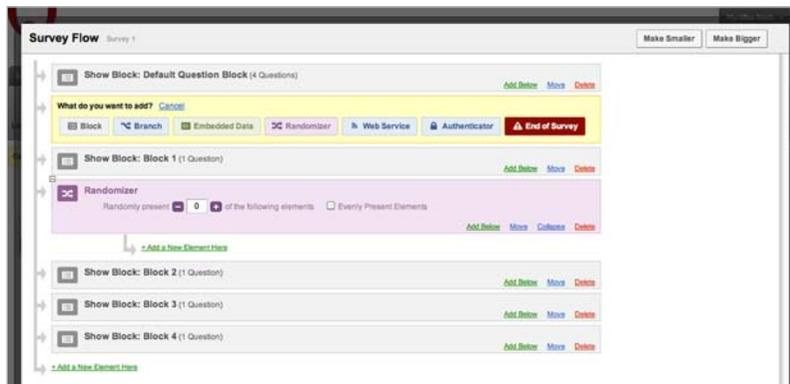 Survey Flow Survey 1 Make Smaller Make Bigger
Show Block: Default Question Block (4 Questions)
Add Below Move Delete
What do you want to add? Cancel
Block Branch Embedded Data Randomizer Web Service Authenticator End of Survey
Show Block: Block 1 (1 Question)
Add Below Move Delete
Randomizer
Randomly present 0 of the following elements Evenly Present Elements
Add Below Move Collapse Delete
+ Add a New Element Here
Show Block: Block 2 (1 Question)
Add Below Move Delete
Show Block: Block 3 (1 Question)
Add Below Move Delete
Show Block: Block 4 (1 Question)
Add Below Move Delete
+ Add a New Element Here